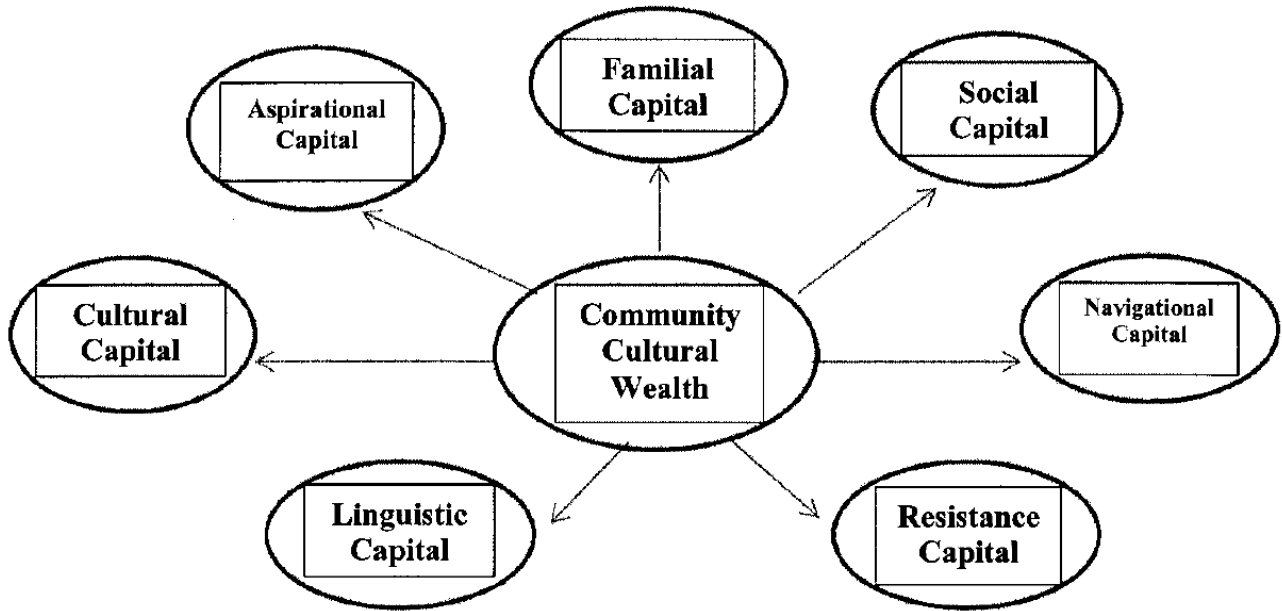 Familial
Capital
Aspirational
Capital
Social
Capital
Cultural
Capital
Community
Cultural
Wealth
Navigational
Capital
Linguistic
Capital
Resistance
Capital